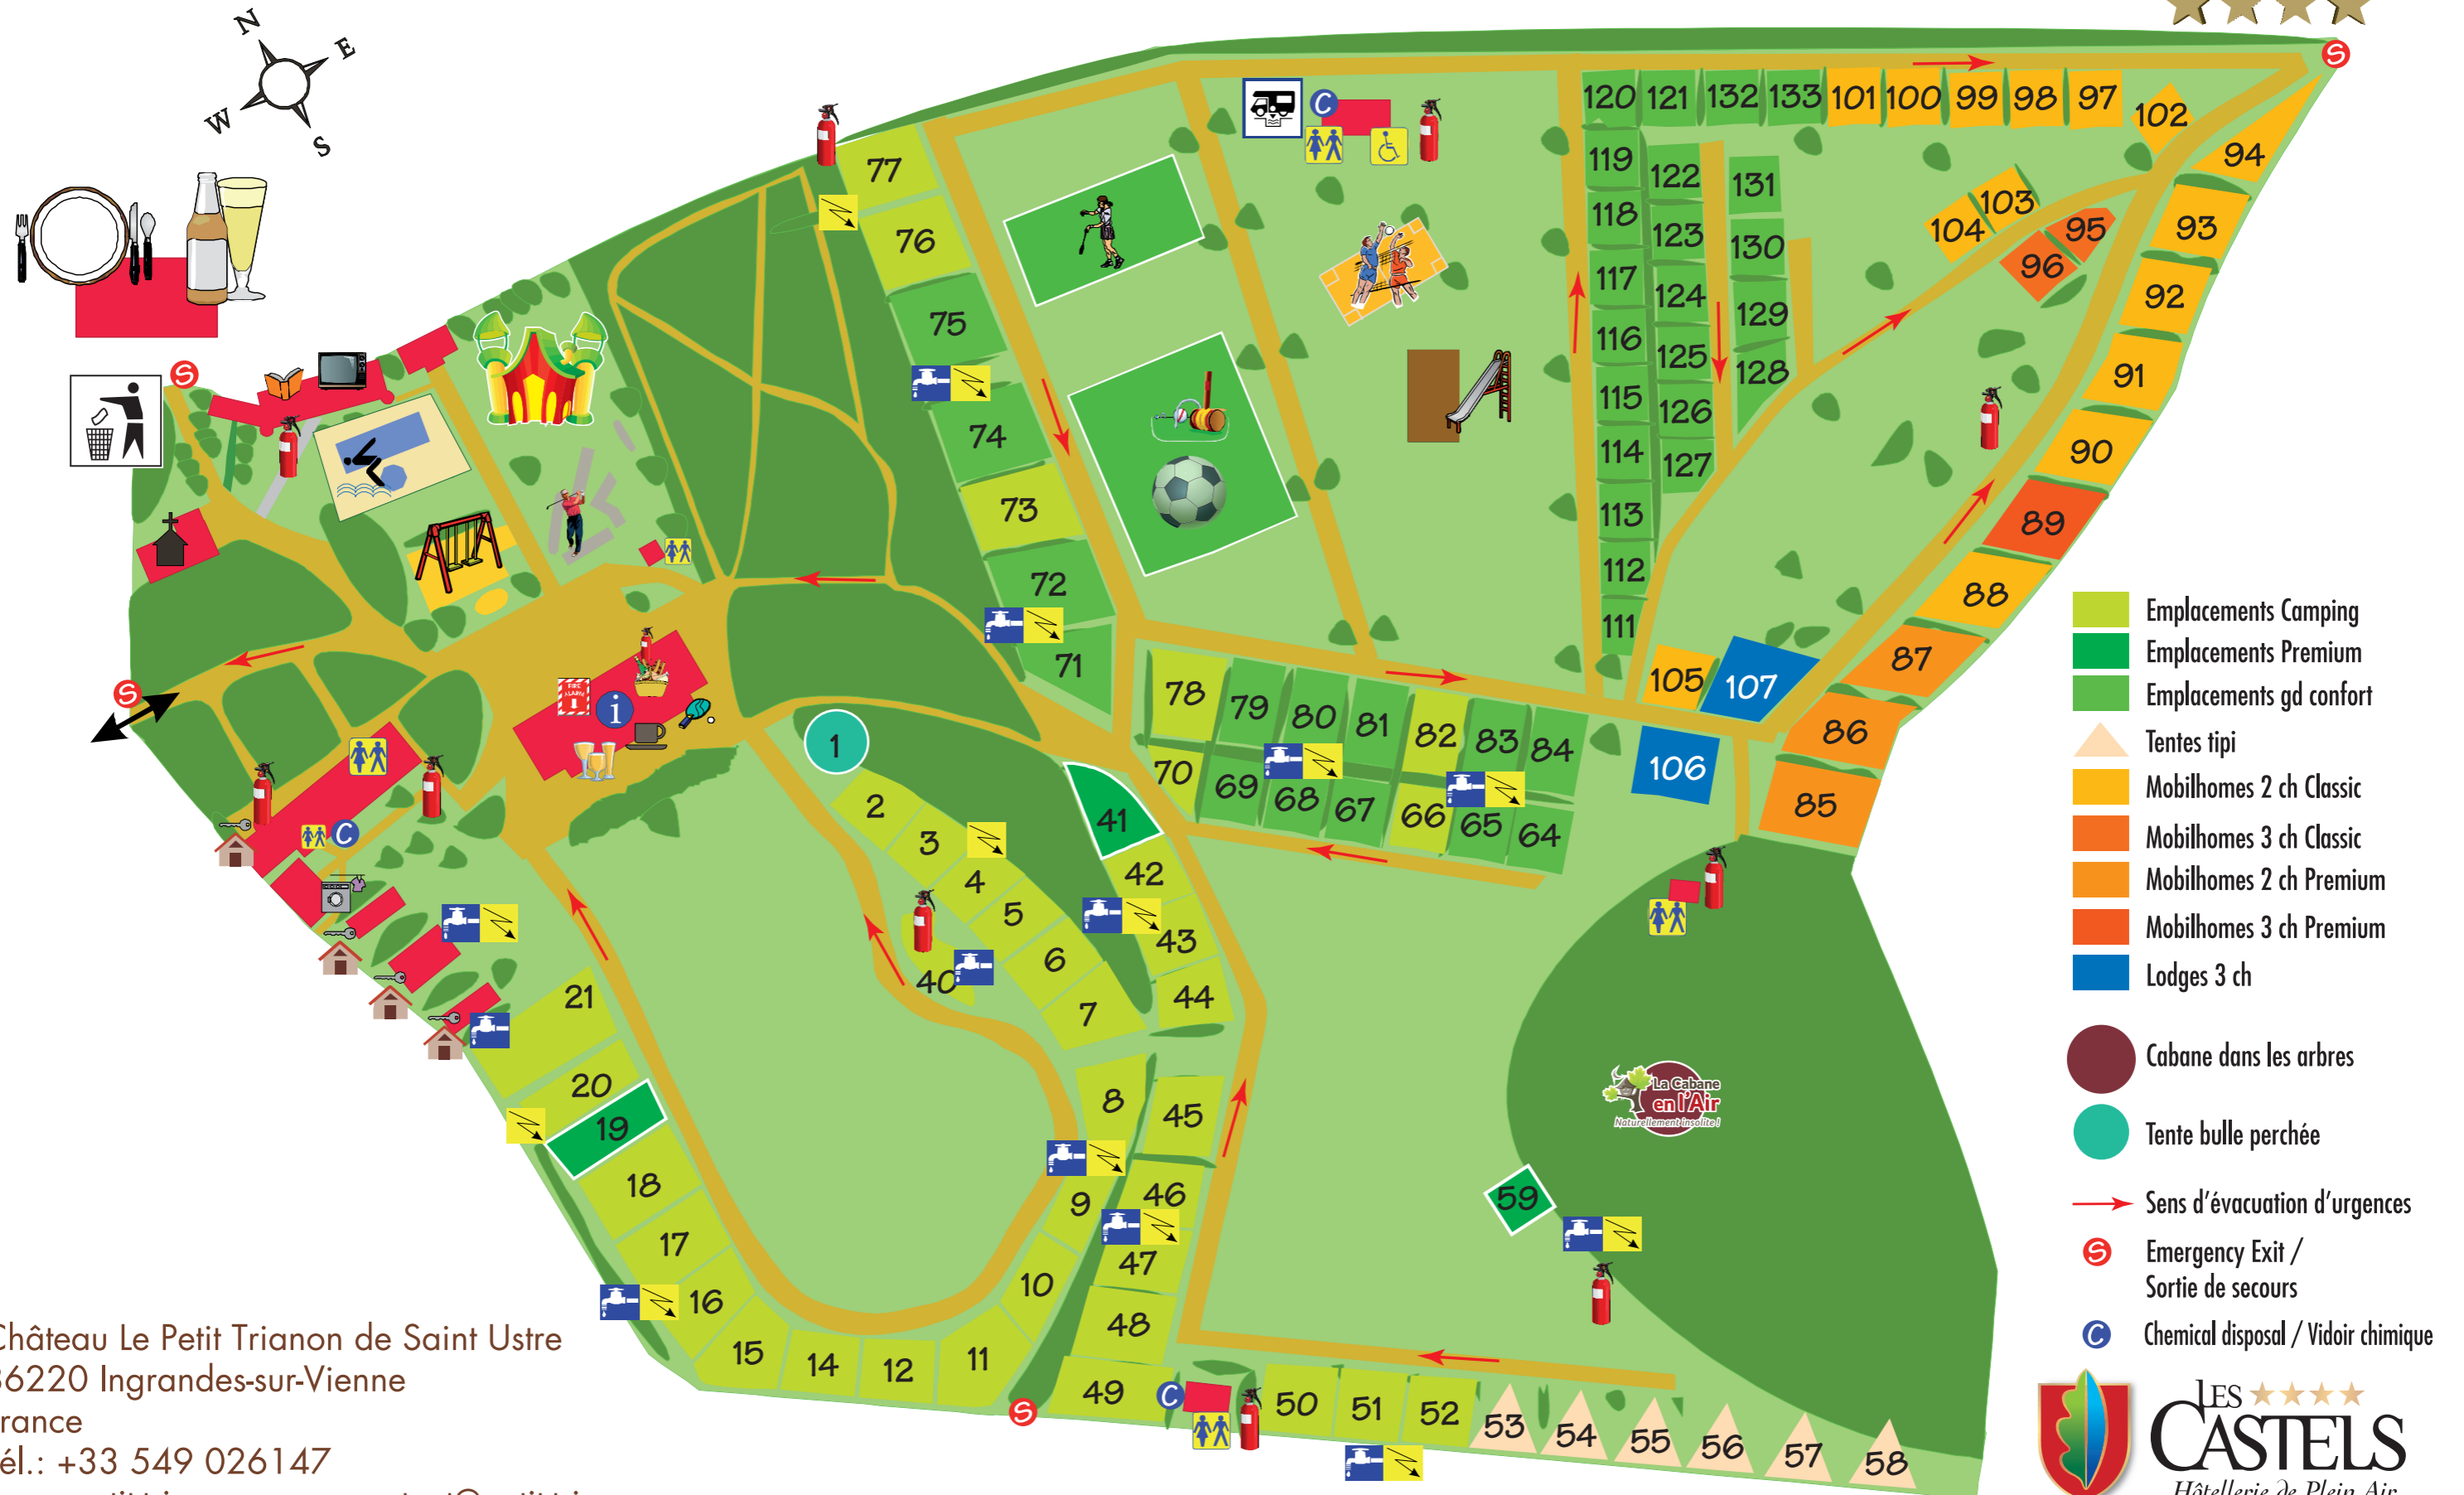 N
E
W
S
S
77
76
75
74
73
72
71
C
120 121 132 133 101 100 99 98 97
102
94
119
122
131
118
123
130
103
104
95
96
93
117
124
129
92
116
125
128
91
115
126
114
127
90
113
89
112
88
111
105
107
87
106
86
85
78 79 80 81 82 83 84
70 69 68 67 66 65 64
S
S
FIRE
ALARM
i
C
1
2
3
4
5
6
7
40
41
42
43
44
8
45
9
46
10
47
11
48
12
49
14
15
16
17
18
19
20
21
S
C
50 51 52 53 54 55 56 57 58
59
La Cabane
en l'Air
Naturellement insolite !
Emplacements Camping
Emplacements Premium
Emplacements gd confort
Tentes tipi
Mobilhomes 2 ch Classic
Mobilhomes 3 ch Classic
Mobilhomes 2 ch Premium
Mobilhomes 3 ch Premium
Lodges 3 ch
Cabane dans les arbres
Tente bulle perchée
Sens d'évacuation d'urgences
S Emergency Exit /
Sortie de secours
C Chemical disposal / Vidoir chimique
Château Le Petit Trianon de Saint Ustre
86220 Ingrandes-sur-Vienne
France
Tél.: +33 549 026147
LES
CASTELS
Hôtellerie de Plein Air